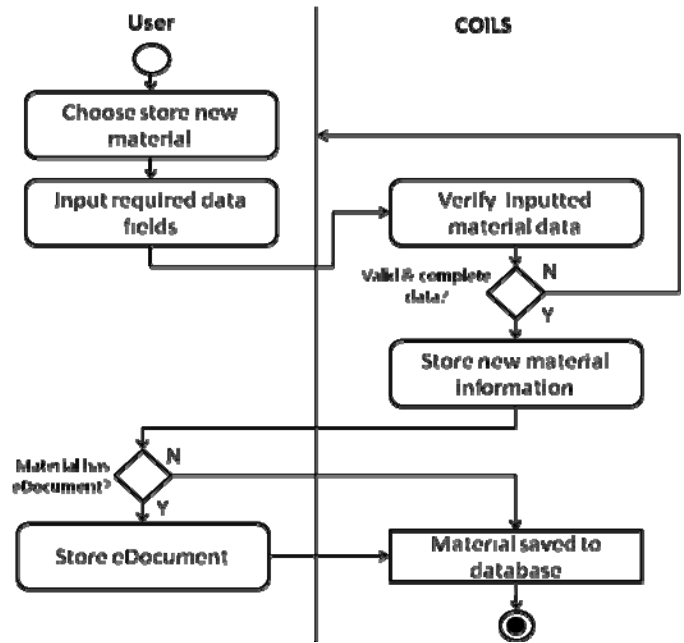 User
COILS
Choose store new
material
Input required data
fields
Verify Inputted
material data
Valid & complete
data?
N
Y
Store new material
information
Material has
eDocument?
N
Y
Store eDocument
Material saved to
database